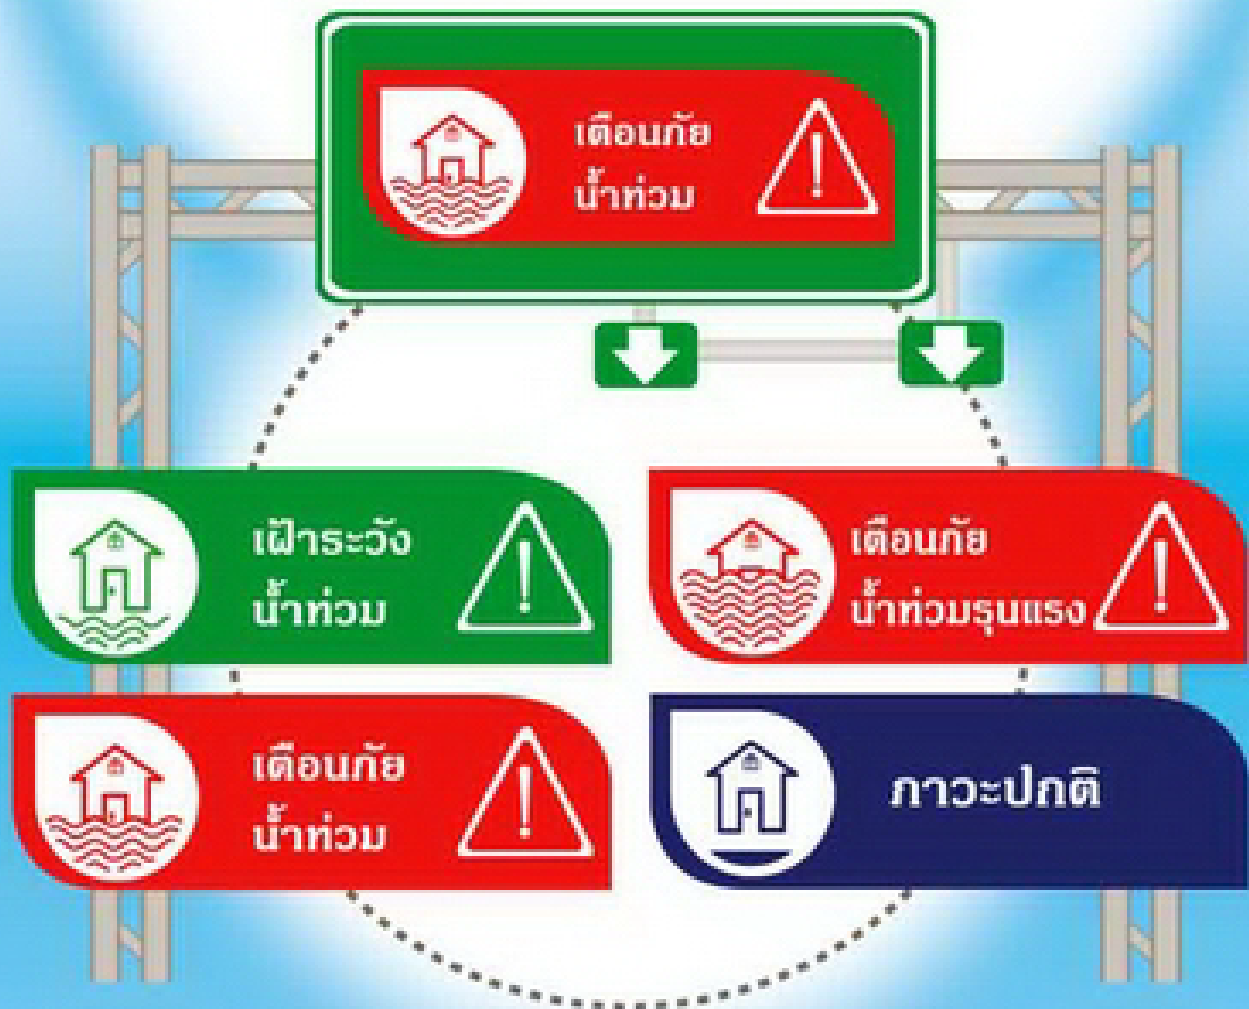 เตือนภัย
น้ำท่วม
เฝ้าระวัง
น้ำท่วม
เตือนภัย
น้ำท่วมรุนแรง
เตือนภัย
น้ำท่วม
ภาวะปกติ